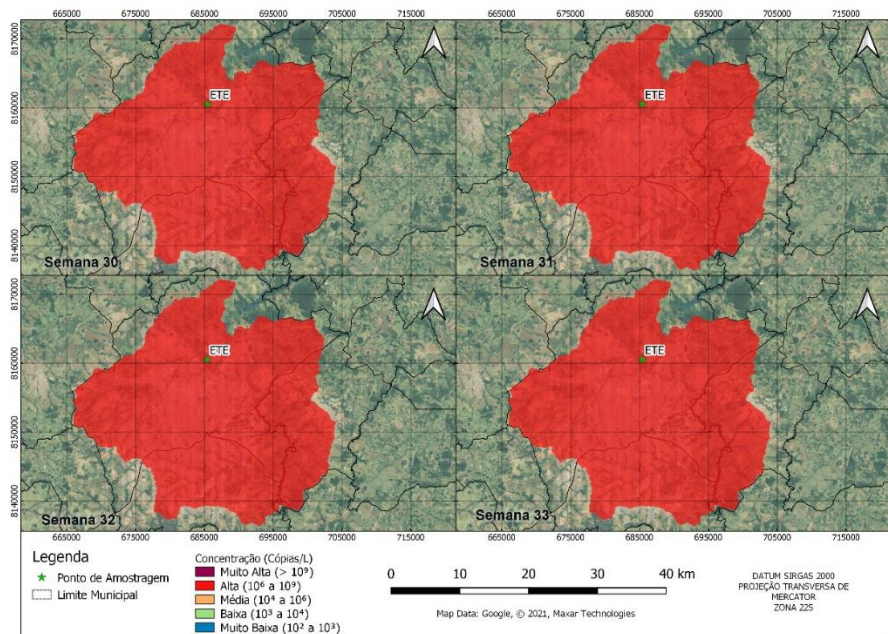 665000 675000 685000 695000 705000 715000 665000 675000 685000 695000 705000 715000
8170000
8160000
8150000
8140000
ETE
Semana 30
ETE
Semana 31
8170000
8160000
8150000
8140000
ETE
Semana 32
ETE
Semana 33
665000 675000 685000 695000 705000 715000 665000 675000 685000 695000 705000 715000
Legenda
Ponto de Amostragem
Limite Municipal
Concentração (Cópias/L)
Muito Alta (> 10⁹)
Alta (10⁶ a 10⁹)
Média (10⁴ a 10⁶)
Baixa (10³ a 10⁴)
Muito Baixa (10² a 10³)
0 10 20 30 40 km
Map Data: Google, © 2021, Maxar Technologies
DATUM SIRGAS 2000
PROJEÇÃO TRANSVERSA DE
MERCATOR
ZONA 22S